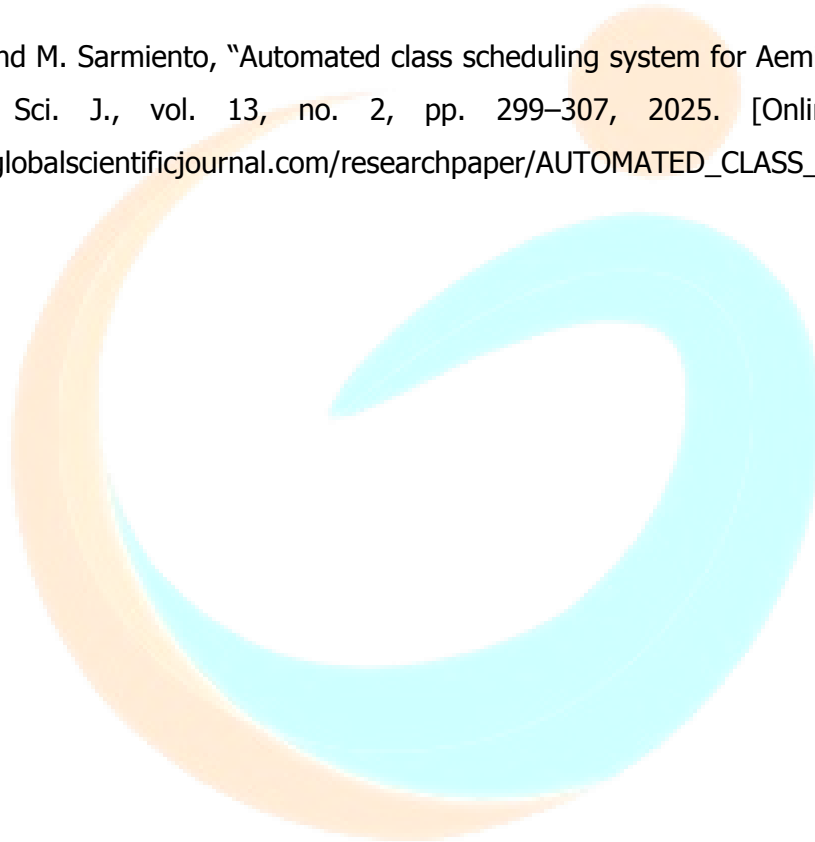 nd M. Sarmiento, “Automated class scheduling system for Aem
Sci. J., vol. 13, no. 2, pp. 299–307, 2025. [Onlin
globalscientificjournal.com/researchpaper/AUTOMATED_CLASS_